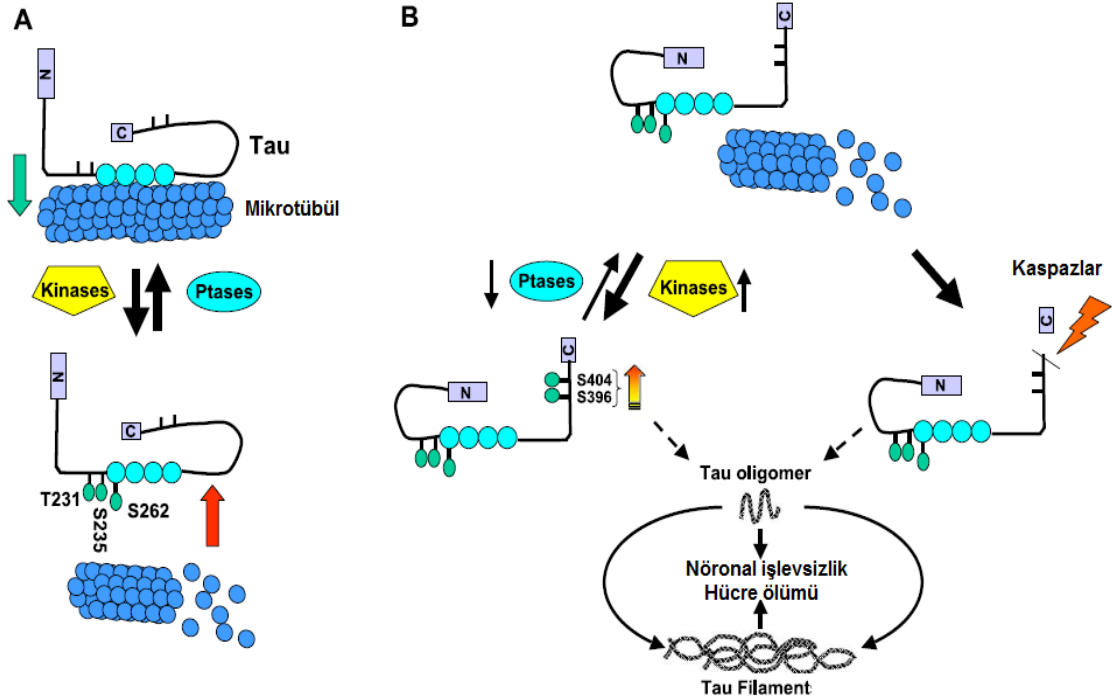 A
N
C
Tau
Mikrotübül
Kinases
Ptases
N
C
T231
S235
S262
B
C
N
Ptases
Kinases
Kaspazlar
C
S404
S396
N
C
N
Tau oligomer
Nöronal işlevsizlik
Hücre ölümü
Tau Filament